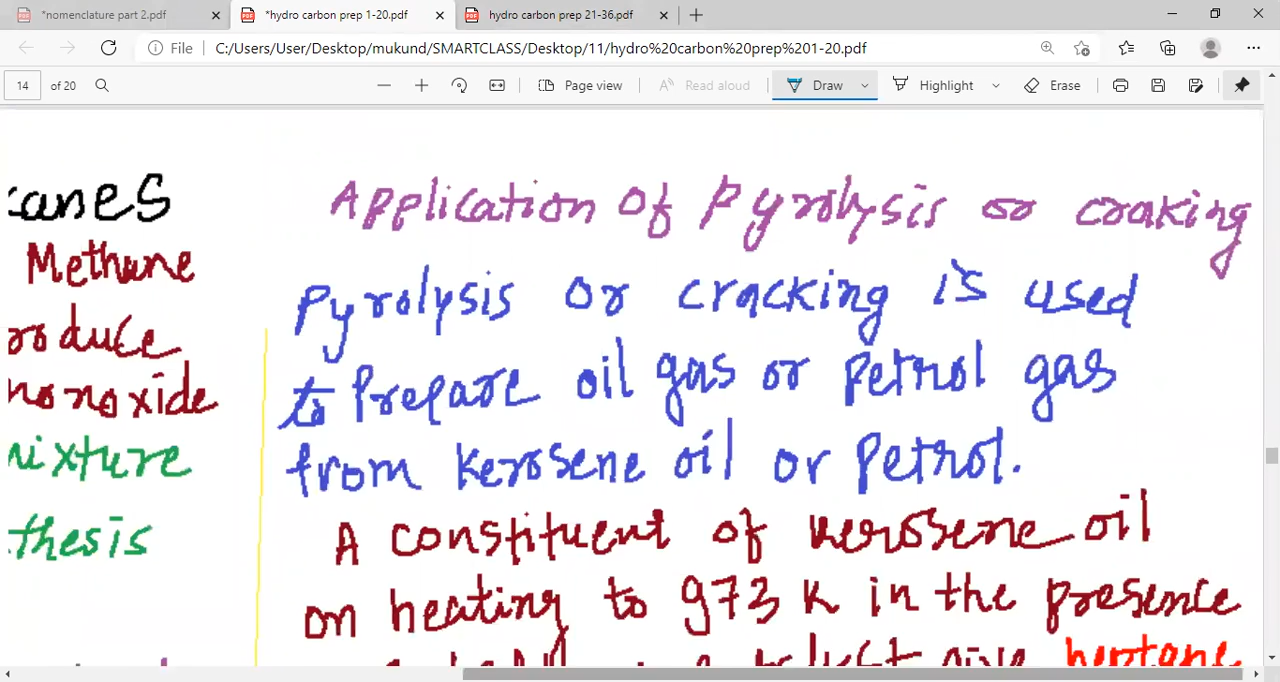 *nomenclature part 2.pdf
*hydro carbon prep 1-20.pdf
hydro carbon prep 21-36.pdf
File
C:/Users/User/Desktop/mukund/SMARTCLASS/Desktop/11/hydro%20carbon%20prep%201-20.pdf
14 of 20
Page view
Read aloud
Draw
Highlight
Erase
canes
Methane
roduce
nonoxide
mixture
thesis
Application of pyrolysis or craking
Pyrolysis or cracking is used
to prepare oil gas or petrol gas
from kerosene oil or petrol.
A constituent of kerosene oil
on heating to 973 K in the presence
give heptane